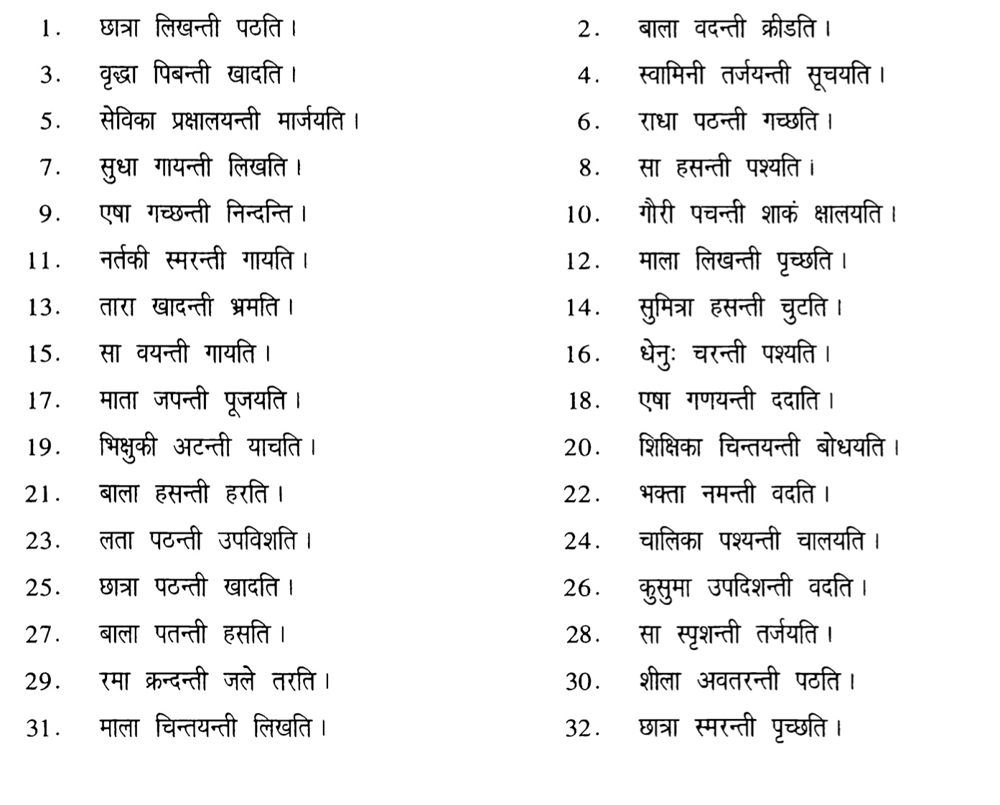 1. छात्रा लिखन्ती पठति । 2. बाला वदन्ती क्रीडति ।
3. वृद्धा पिबन्ती खादति । 4. स्वामिनी तर्जयन्ती सूचयति ।
5. सेविका प्रक्षालयन्ती मार्जयति । 6. राधा पठन्ती गच्छति ।
7. सुधा गायन्ती लिखति । 8. सा हसन्ती पश्यति ।
9. एषा गच्छन्ती निन्दन्ति । 10. गौरी पचन्ती शाकं क्षालयति ।
11. नर्तकी स्मरन्ती गायति । 12. माला लिखन्ती पृच्छति ।
13. तारा खादन्ती भ्रमति । 14. सुमित्रा हसन्ती चुटति ।
15. सा वयन्ती गायति । 16. धेनुः चरन्ती पश्यति ।
17. माता जपन्ती पूजयति । 18. एषा गणयन्ती ददाति ।
19. भिक्षुकी अटन्ती याचति । 20. शिक्षिका चिन्तयन्ती बोधयति ।
21. बाला हसन्ती हरति । 22. भक्ता नमन्ती वदति ।
23. लता पठन्ती उपविशति । 24. चालिका पश्यन्ती चालयति ।
25. छात्रा पठन्ती खादति । 26. कुसुमा उपदिशन्ती वदति ।
27. बाला पतन्ती हसति । 28. सा स्पृशन्ती तर्जयति ।
29. रमा क्रन्दन्ती जले तरति । 30. शीला अवतरन्ती पठति ।
31. माला चिन्तयन्ती लिखति । 32. छात्रा स्मरन्ती पृच्छति ।